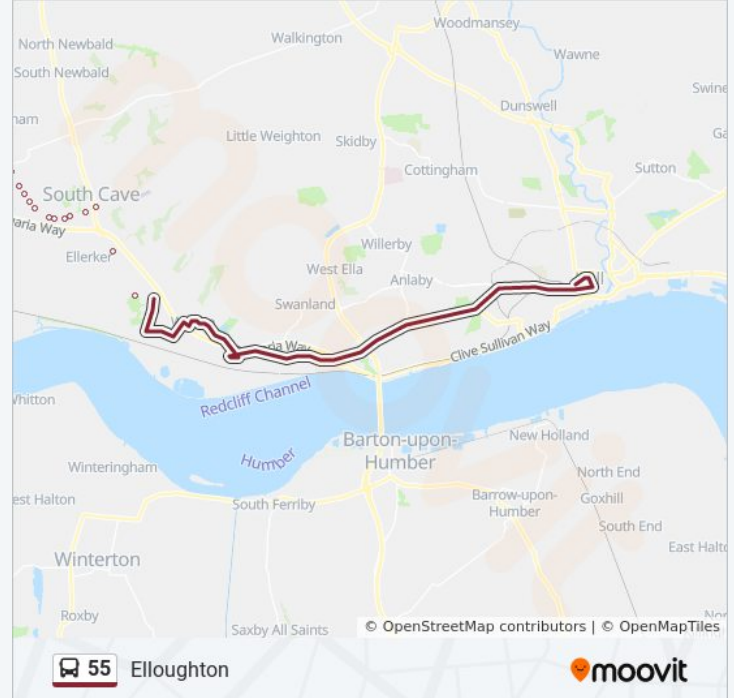 Woodmansey
North Newbald
Walkington
Wawne
South Newbald
Swine
Dunswell
Little Weighton
Skidby
Cottingham
Sutton
South Cave
Willerby
Ellerker
West Ella
Anlaby
Swanland
Clive Sullivan Way
Redcliff Channel
Whitton
Humber
Barton-upon-
Humber
New Holland
Winteringham
North End
Barrow-upon-
Humber
Goxhill
South Ferriby
South End
Winterton
Roxby
Saxby All Saints
© OpenStreetMap contributors | © OpenMapTiles
55 Elloughton
moovit